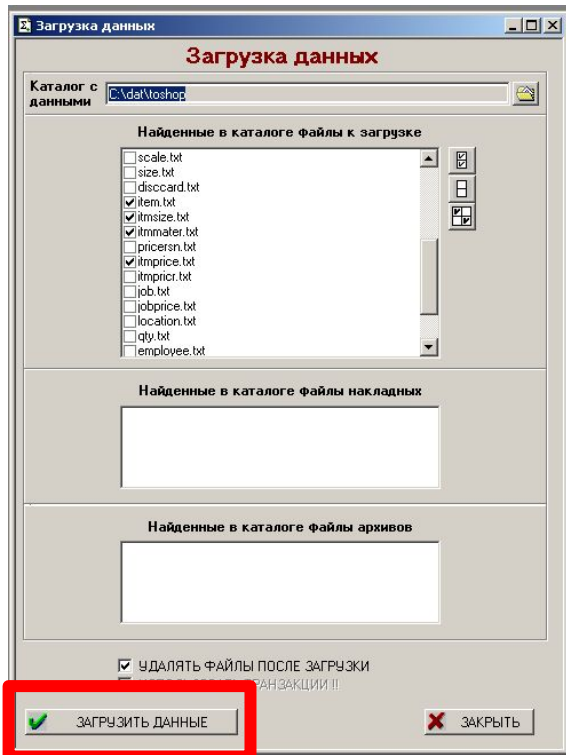 Загрузка данных
Загрузка данных
Каталог с данными
C:\dat\toshop
Найденные в каталоге файлы к загрузке
scale.txt
size.txt
disccard.txt
item.txt
itmsize.txt
itmmater.txt
pricersn.txt
itmprice.txt
itmpricr.txt
job.txt
jobprice.txt
location.txt
qty.txt
employee.txt
Найденные в каталоге файлы накладных
Найденные в каталоге файлы архивов
УДАЛЯТЬ ФАЙЛЫ ПОСЛЕ ЗАГРУЗКИ
ТРАНЗАКЦИИ !!
ЗАГРУЗИТЬ ДАННЫЕ
ЗАКРЫТЬ